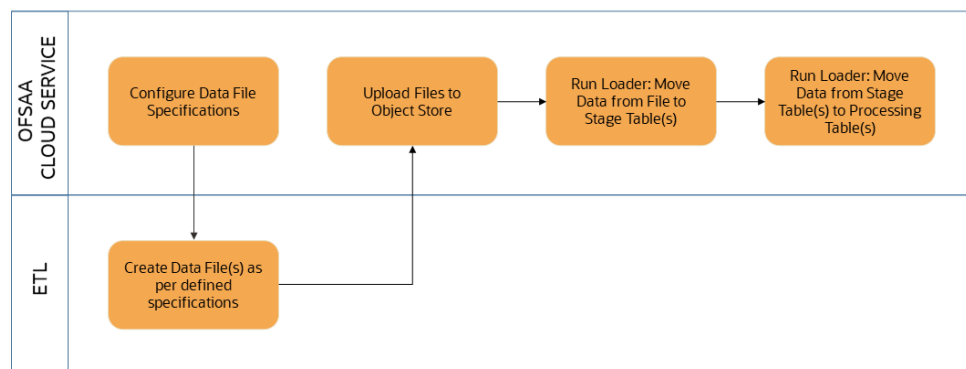 OFSAA
CLOUD SERVICE
Configure Data File
Specifications
Upload Files to
Object Store
Run Loader: Move
Data from File to
Stage Table(s)
Run Loader: Move
Data from Stage
Table(s) to Processing
Table(s)
ETL
Create Data File(s) as
per defined
specifications